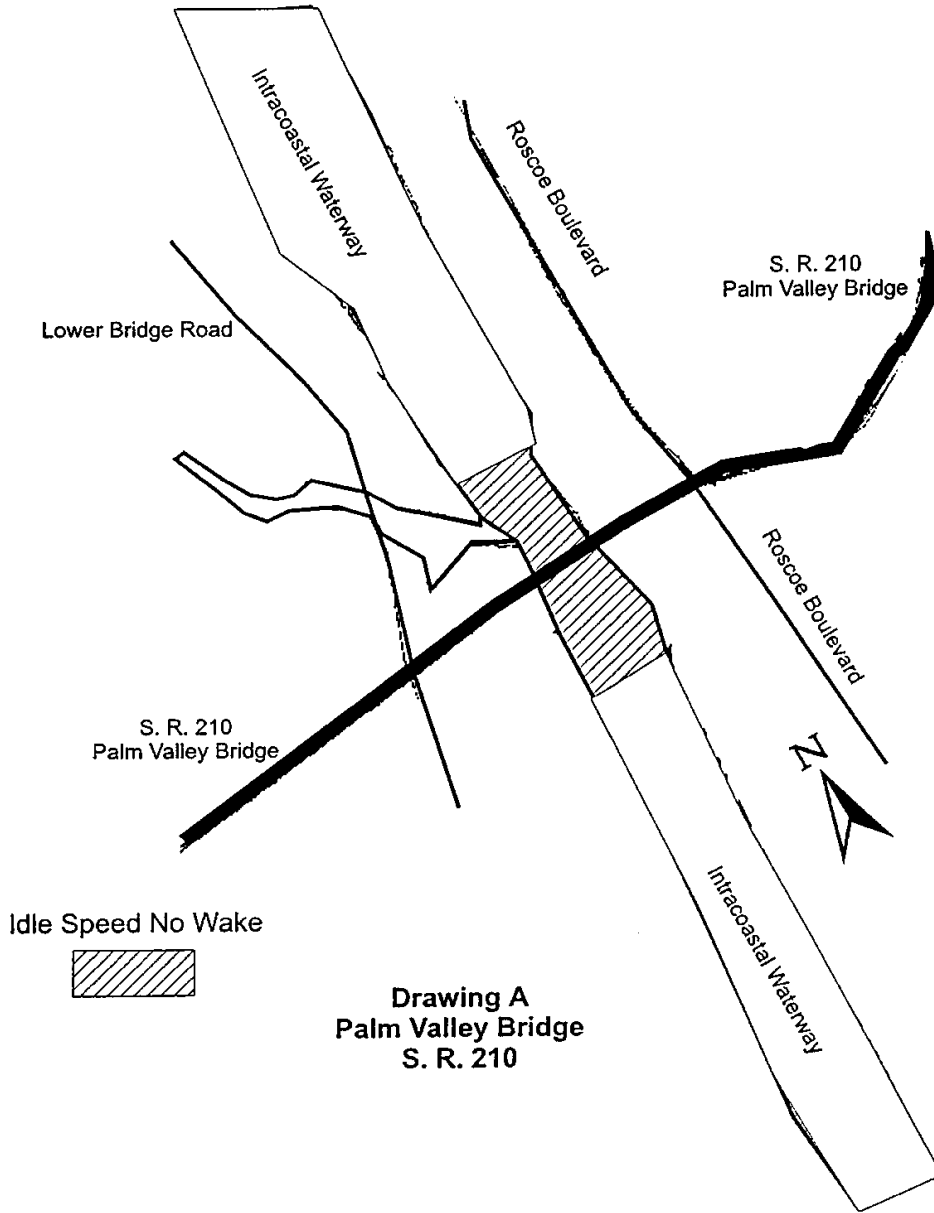 Intracoastal Waterway
Roscoe Boulevard
S. R. 210
Palm Valley Bridge
Lower Bridge Road
Roscoe Boulevard
S. R. 210
Palm Valley Bridge
N
Idle Speed No Wake
Intracoastal Waterway
Drawing A
Palm Valley Bridge
S. R. 210